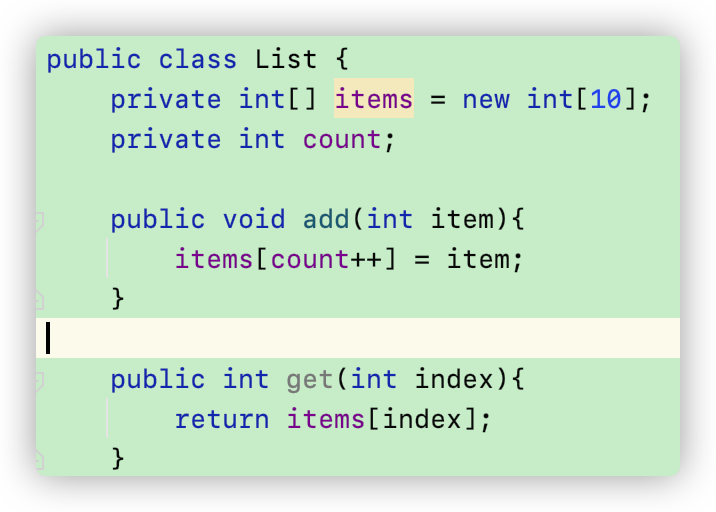 public class List {
    private int[] items = new int[10];
    private int count;

    public void add(int item){
        items[count++] = item;
    }

    public int get(int index){
        return items[index];
    }